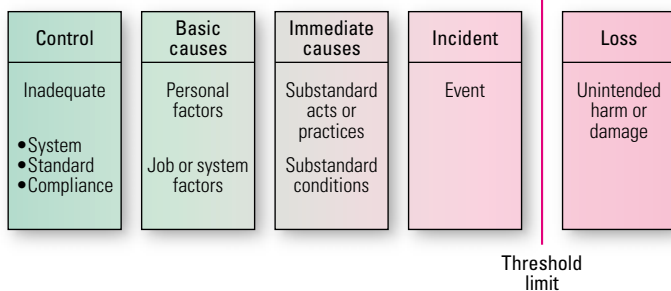 Control
Inadequate
•System
•Standard
•Compliance
Basic
causes
Personal
factors
Job or system
factors
Immediate
causes
Substandard
acts or
practices
Substandard
conditions
Incident
Event
Loss
Unintended
harm or
damage
Threshold
limit